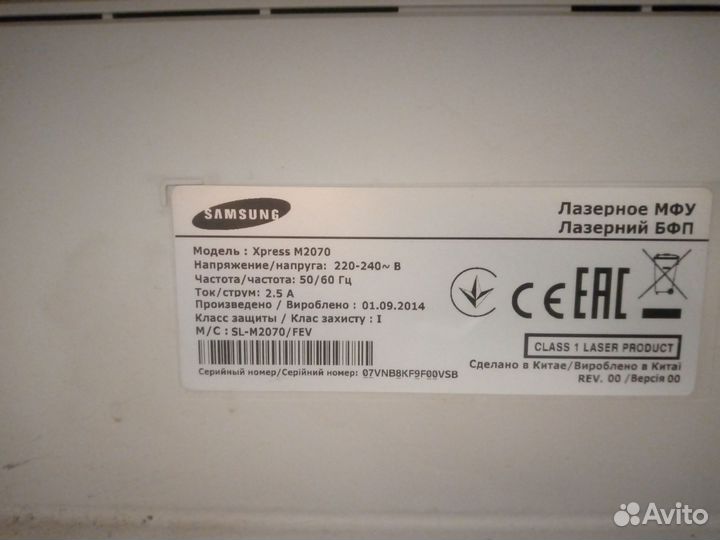 SAMSUNG
Лазерное МФУ
Лазерний БФП
Модель : Xpress M2070
Напряжение/напруга: 220-240~ В
Частота/частота: 50/60 Гц
Ток/струм: 2.5 А
Произведено / Вироблено : 01.09.2014
Класс защиты / Клас захисту : I
M/C : SL-M2070/FEV
CE EAC
CLASS 1 LASER PRODUCT
Сделано в Китае/Вироблено в Китаї
REV. 00 /Версія 00
Серийный номер/Серійний номер: 07VNB8KF9F00VSB
Avito